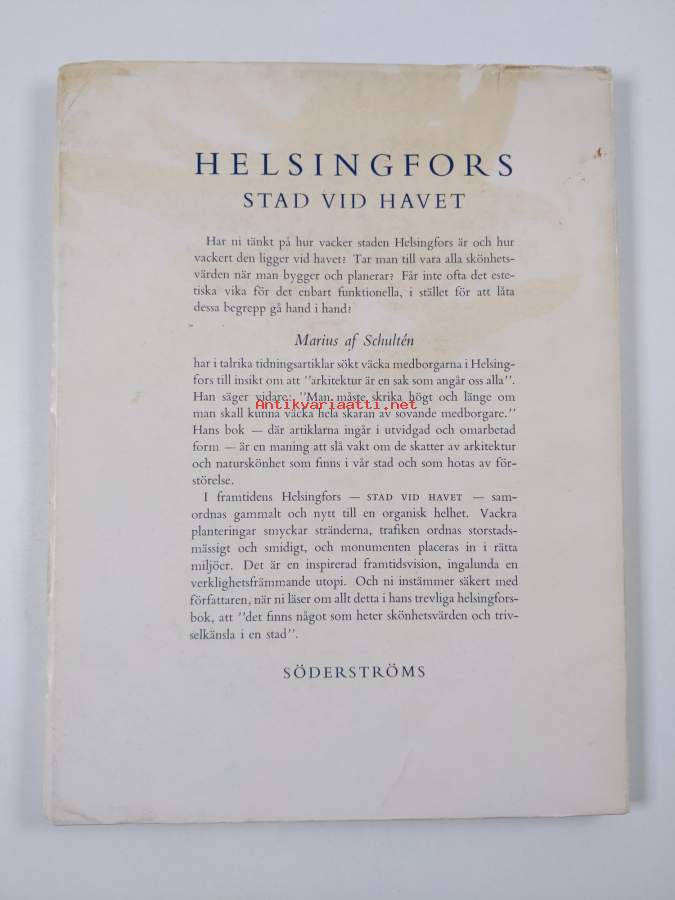 HELSINGFORS
STAD VID HAVET
Har ni tänkt på hur vacker staden Helsingfors är och hur
vackert den ligger vid havet? Tar man till vara alla skönhets-
värden när man bygger och planerar? Får inte ofta det este-
tiska vika för det enbart funktionella, i stället för att låta
dessa begrepp gå hand i hand?
Marius af Schultén
har i talrika tidningsartiklar sökt väcka medborgarna i Helsing-
fors till insikt om att "arkitektur är en sak som angår oss alla".
Han säger vidare: "Man måste skrika högt och länge om
Antikvariaatti.net
man skall kunna väcka hela skaran av sovande medborgare."
Hans bok — där artiklarna ingår i utvidgad och omarbetad
form — är en maning att slå vakt om de skatter av arkitektur
och naturskönhet som finns i vår stad och som hotas av för-
störelse.
I framtidens Helsingfors — STAD VID HAVET — sam-
ordnas gammalt och nytt till en organisk helhet. Vackra
planteringar smyckar stränderna, trafiken ordnas storstads-
mässigt och smidigt, och monumenten placeras in i rätta
miljöer. Det är en inspirerad framtidsvision, ingalunda en
verklighetsfrämmande utopi. Och ni instämmer säkert med
författaren, när ni läser om allt detta i hans trevliga helsingfors-
bok, att "det finns något som heter skönhetsvärden och triv-
selkänsla i en stad".
SÖDERSTRÖMS